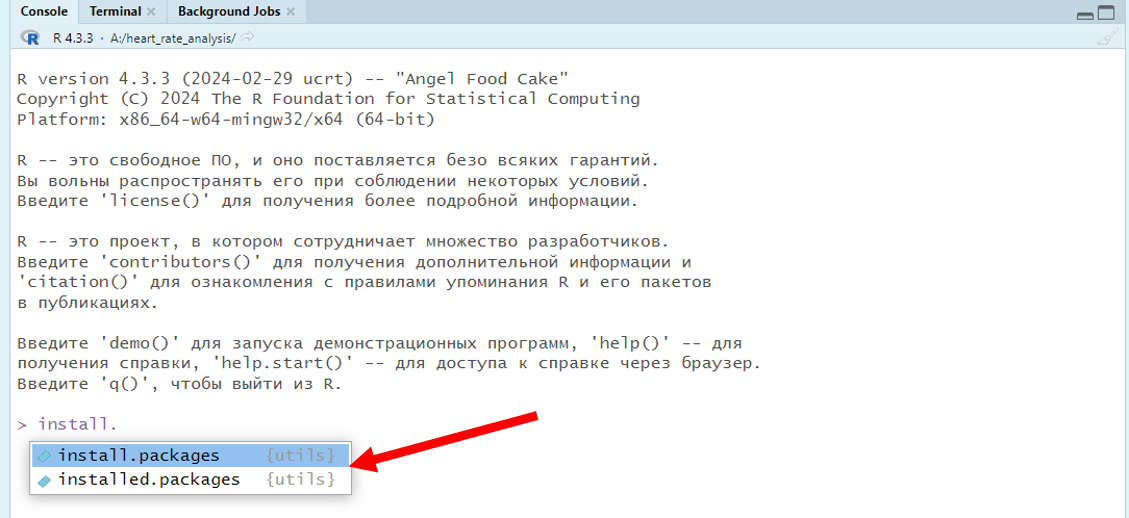 Console Terminal Background Jobs
R R 4.3.3 · A:/heart_rate_analysis/
R version 4.3.3 (2024-02-29 ucrt) -- "Angel Food Cake"
Copyright (C) 2024 The R Foundation for Statistical Computing
Platform: x86_64-w64-mingw32/x64 (64-bit)
R -- это свободное ПО, и оно поставляется безо всяких гарантий.
Вы вольны распространять его при соблюдении некоторых условий.
Введите 'license()' для получения более подробной информации.
R -- это проект, в котором сотрудничает множество разработчиков.
Введите 'contributors()' для получения дополнительной информации и
'citation()' для ознакомления с правилами упоминания R и его пакетов
в публикациях.
Введите 'demo()' для запуска демонстрационных программ, 'help()' -- для
получения справки, 'help.start()' -- для доступа к справке через браузер.
Введите 'q()', чтобы выйти из R.
> install.
install.packages {utils}
installed.packages {utils}